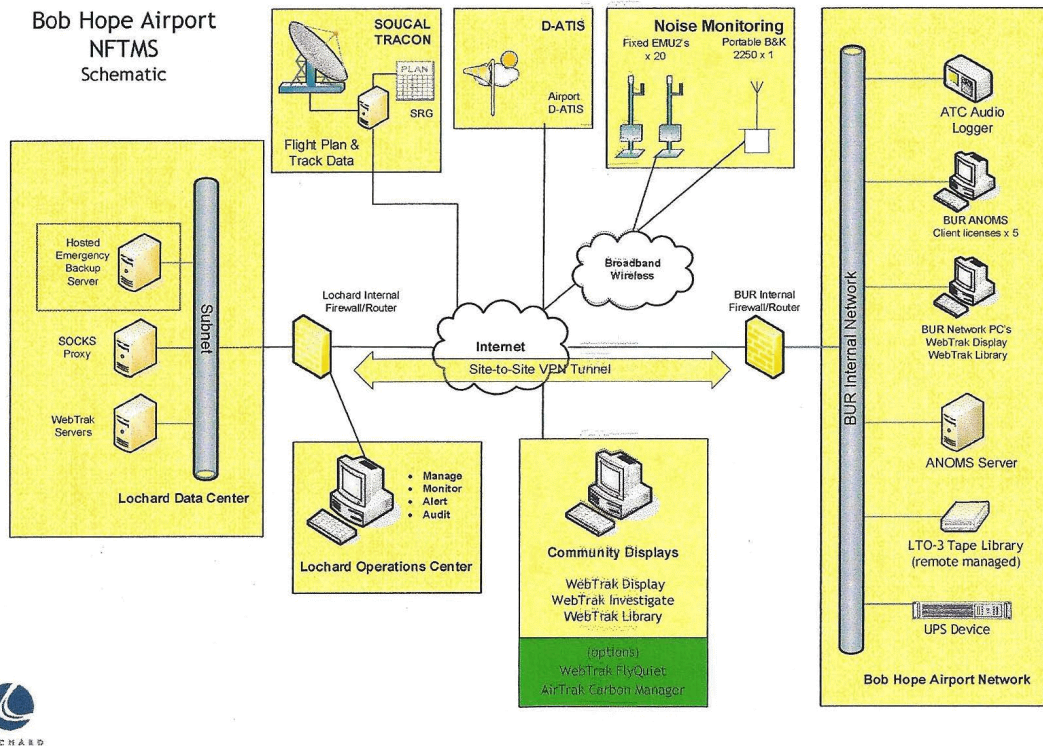 Bob Hope Airport
NFTMS
Schematic
SOUCAL
TRACON
PLAN
SRG
Flight Plan &
Track Data
D-ATIS
Airport
D-ATIS
Noise Monitoring
Fixed EMU2's
x 20
Portable B&K
2250 x 1
Hosted
Emergency
Backup
Server
SOCKS
Proxy
WebTrak
Servers
Subnet
Lochard Data Center
Lochard Internal
Firewall/Router
Broadband
Wireless
Internet
Site-to-Site VPN Tunnel
BUR Internal
Firewall/Router
• Manage
• Monitor
• Alert
• Audit
Lochard Operations Center
Community Displays
WebTrak Display
WebTrak Investigate
WebTrak Library
(options)
WebTrak FlyQuiet
AirTrak Carbon Manager
BUR Internal Network
ATC Audio
Logger
BUR ANOMS
Client licenses x 5
BUR Network PC's
WebTrak Display
WebTrak Library
ANOMS Server
LTO-3 Tape Library
(remote managed)
UPS Device
Bob Hope Airport Network